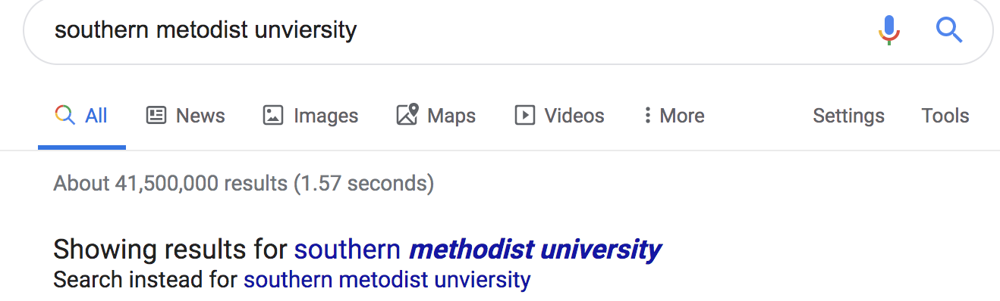 southern metodist unviersity
All News Images Maps Videos More Settings Tools
About 41,500,000 results (1.57 seconds)
Showing results for southern methodist university
Search instead for southern metodist unviersity